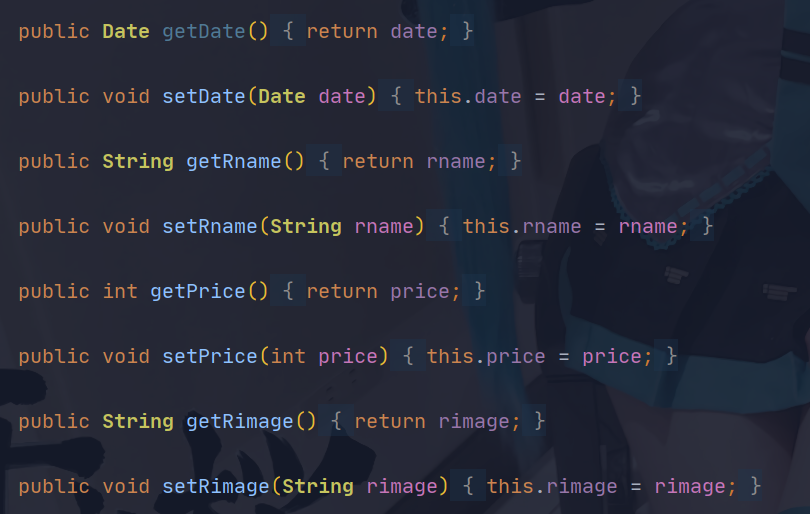 public Date getDate() { return date; }
public void setDate(Date date) { this.date = date; }
public String getRname() { return rname; }
public void setRname(String rname) { this.rname = rname; }
public int getPrice() { return price; }
public void setPrice(int price) { this.price = price; }
public String getRimage() { return rimage; }
public void setRimage(String rimage) { this.rimage = rimage; }